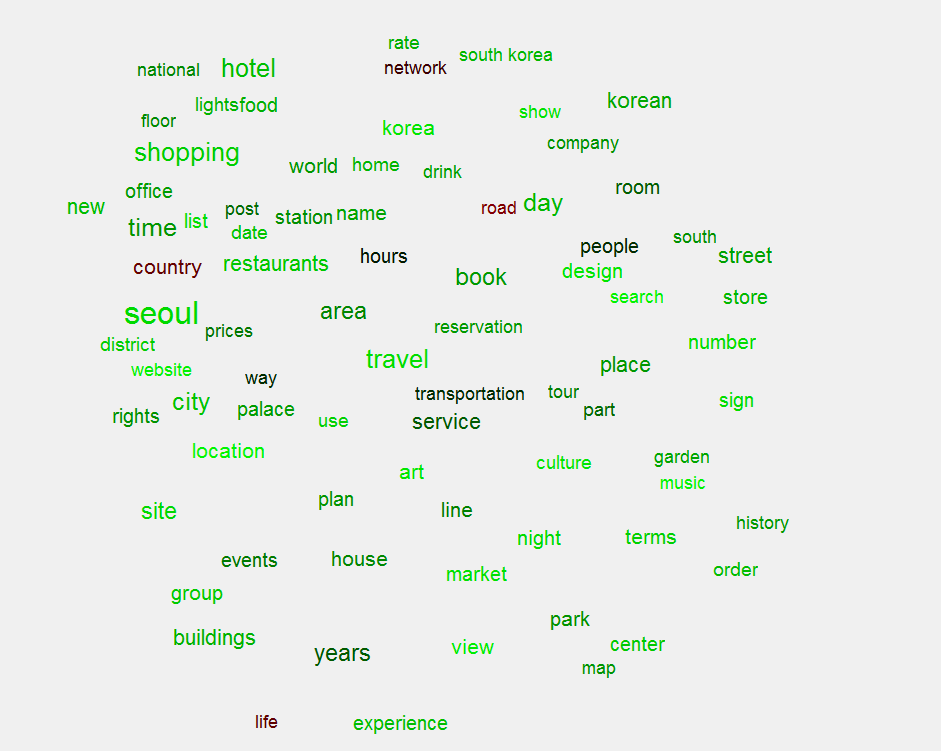 rate
south korea
national
hotel
network
lightsfood
korean
floor
show
korea
company
shopping
world
home
drink
office
room
new
post
station
name
road
day
time
list
date
people
south
country
restaurants
hours
street
book
design
search
store
seoul
area
prices
reservation
district
number
website
travel
place
way
city
transportation
tour
sign
rights
palace
use
service
part
location
art
culture
garden
music
site
plan
line
history
night
terms
events
house
market
order
group
park
buildings
years
view
center
map
life
experience